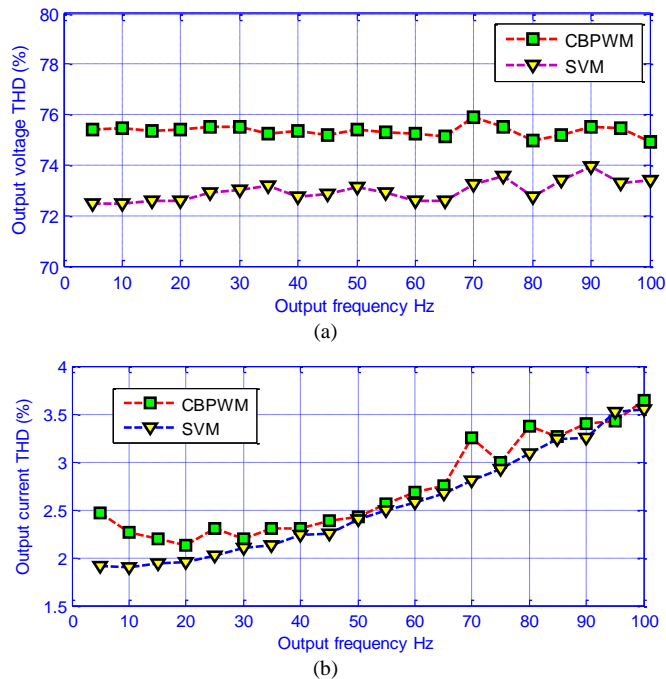 80
78
76
74
72
70
Output voltage THD (%)
CBPWM
SVM
0 10 20 30 40 50 60 70 80 90 100
Output frequency Hz
(a)
4
3.5
3
2.5
2
1.5
Output current THD (%)
CBPWM
SVM
0 10 20 30 40 50 60 70 80 90 100
Output frequency Hz
(b)